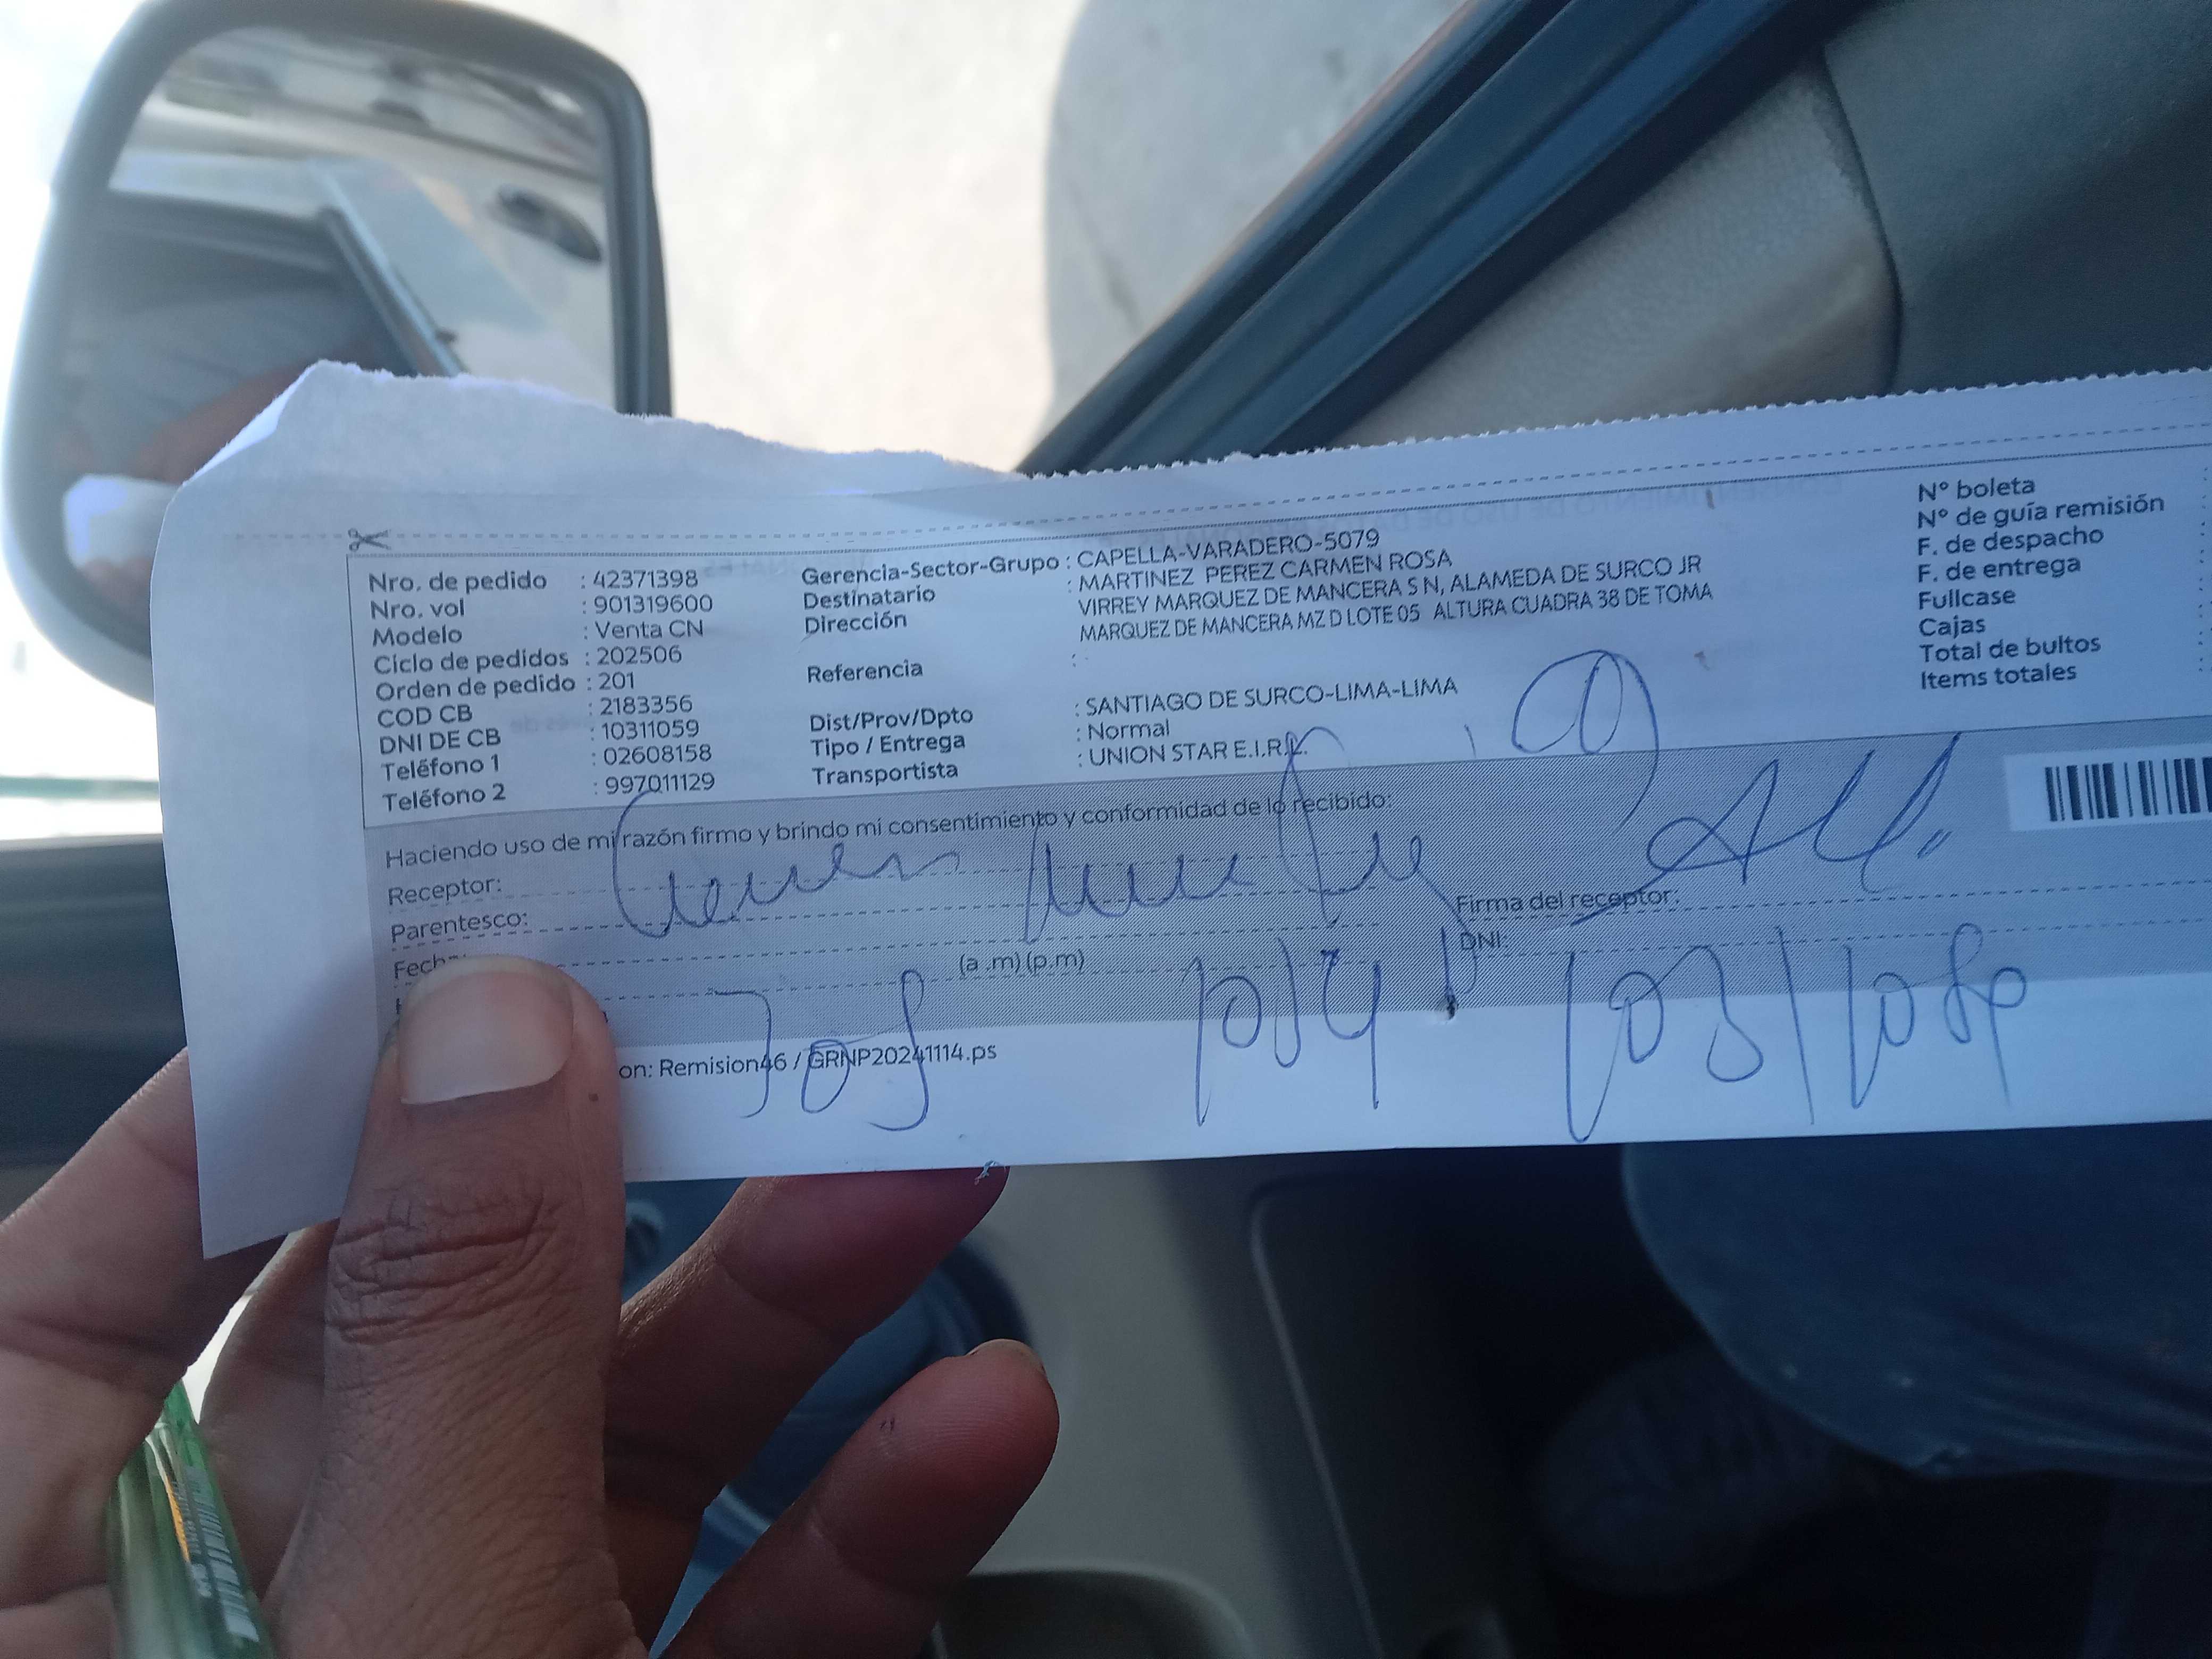 Nro. de pedido : 42371398
Nro. vol : 901319600
Modelo : Venta CN
Ciclo de pedidos : 202506
Orden de pedido : 201
COD CB : 2183356
DNI DE CB : 10311059
Teléfono 1 : 02608158
Teléfono 2 : 997011129
Gerencia-Sector-Grupo : CAPELLA-VARADERO-5079
Destinatario : MARTINEZ PEREZ CARMEN ROSA
Dirección VIRREY MARQUEZ DE MANCERA S N, ALAMEDA DE SURCO JR
MARQUEZ DE MANCERA MZ D LOTE 05 ALTURA CUADRA 38 DE TOMA
Referencia :
Dist/Prov/Dpto : SANTIAGO DE SURCO-LIMA-LIMA
Tipo / Entrega : Normal
Transportista : UNION STAR E.I.R.L.
N° boleta
N° de guía remisión
F. de despacho
F. de entrega
Fullcase
Cajas
Total de bultos
Items totales
Haciendo uso de mi razón firmo y brindo mi consentimiento y conformidad de lo recibido:
Receptor:
Parentesco: Firma del receptor:
DNI:
(a .m) (p.m)
on: Remision46 / GRNP20241114.ps